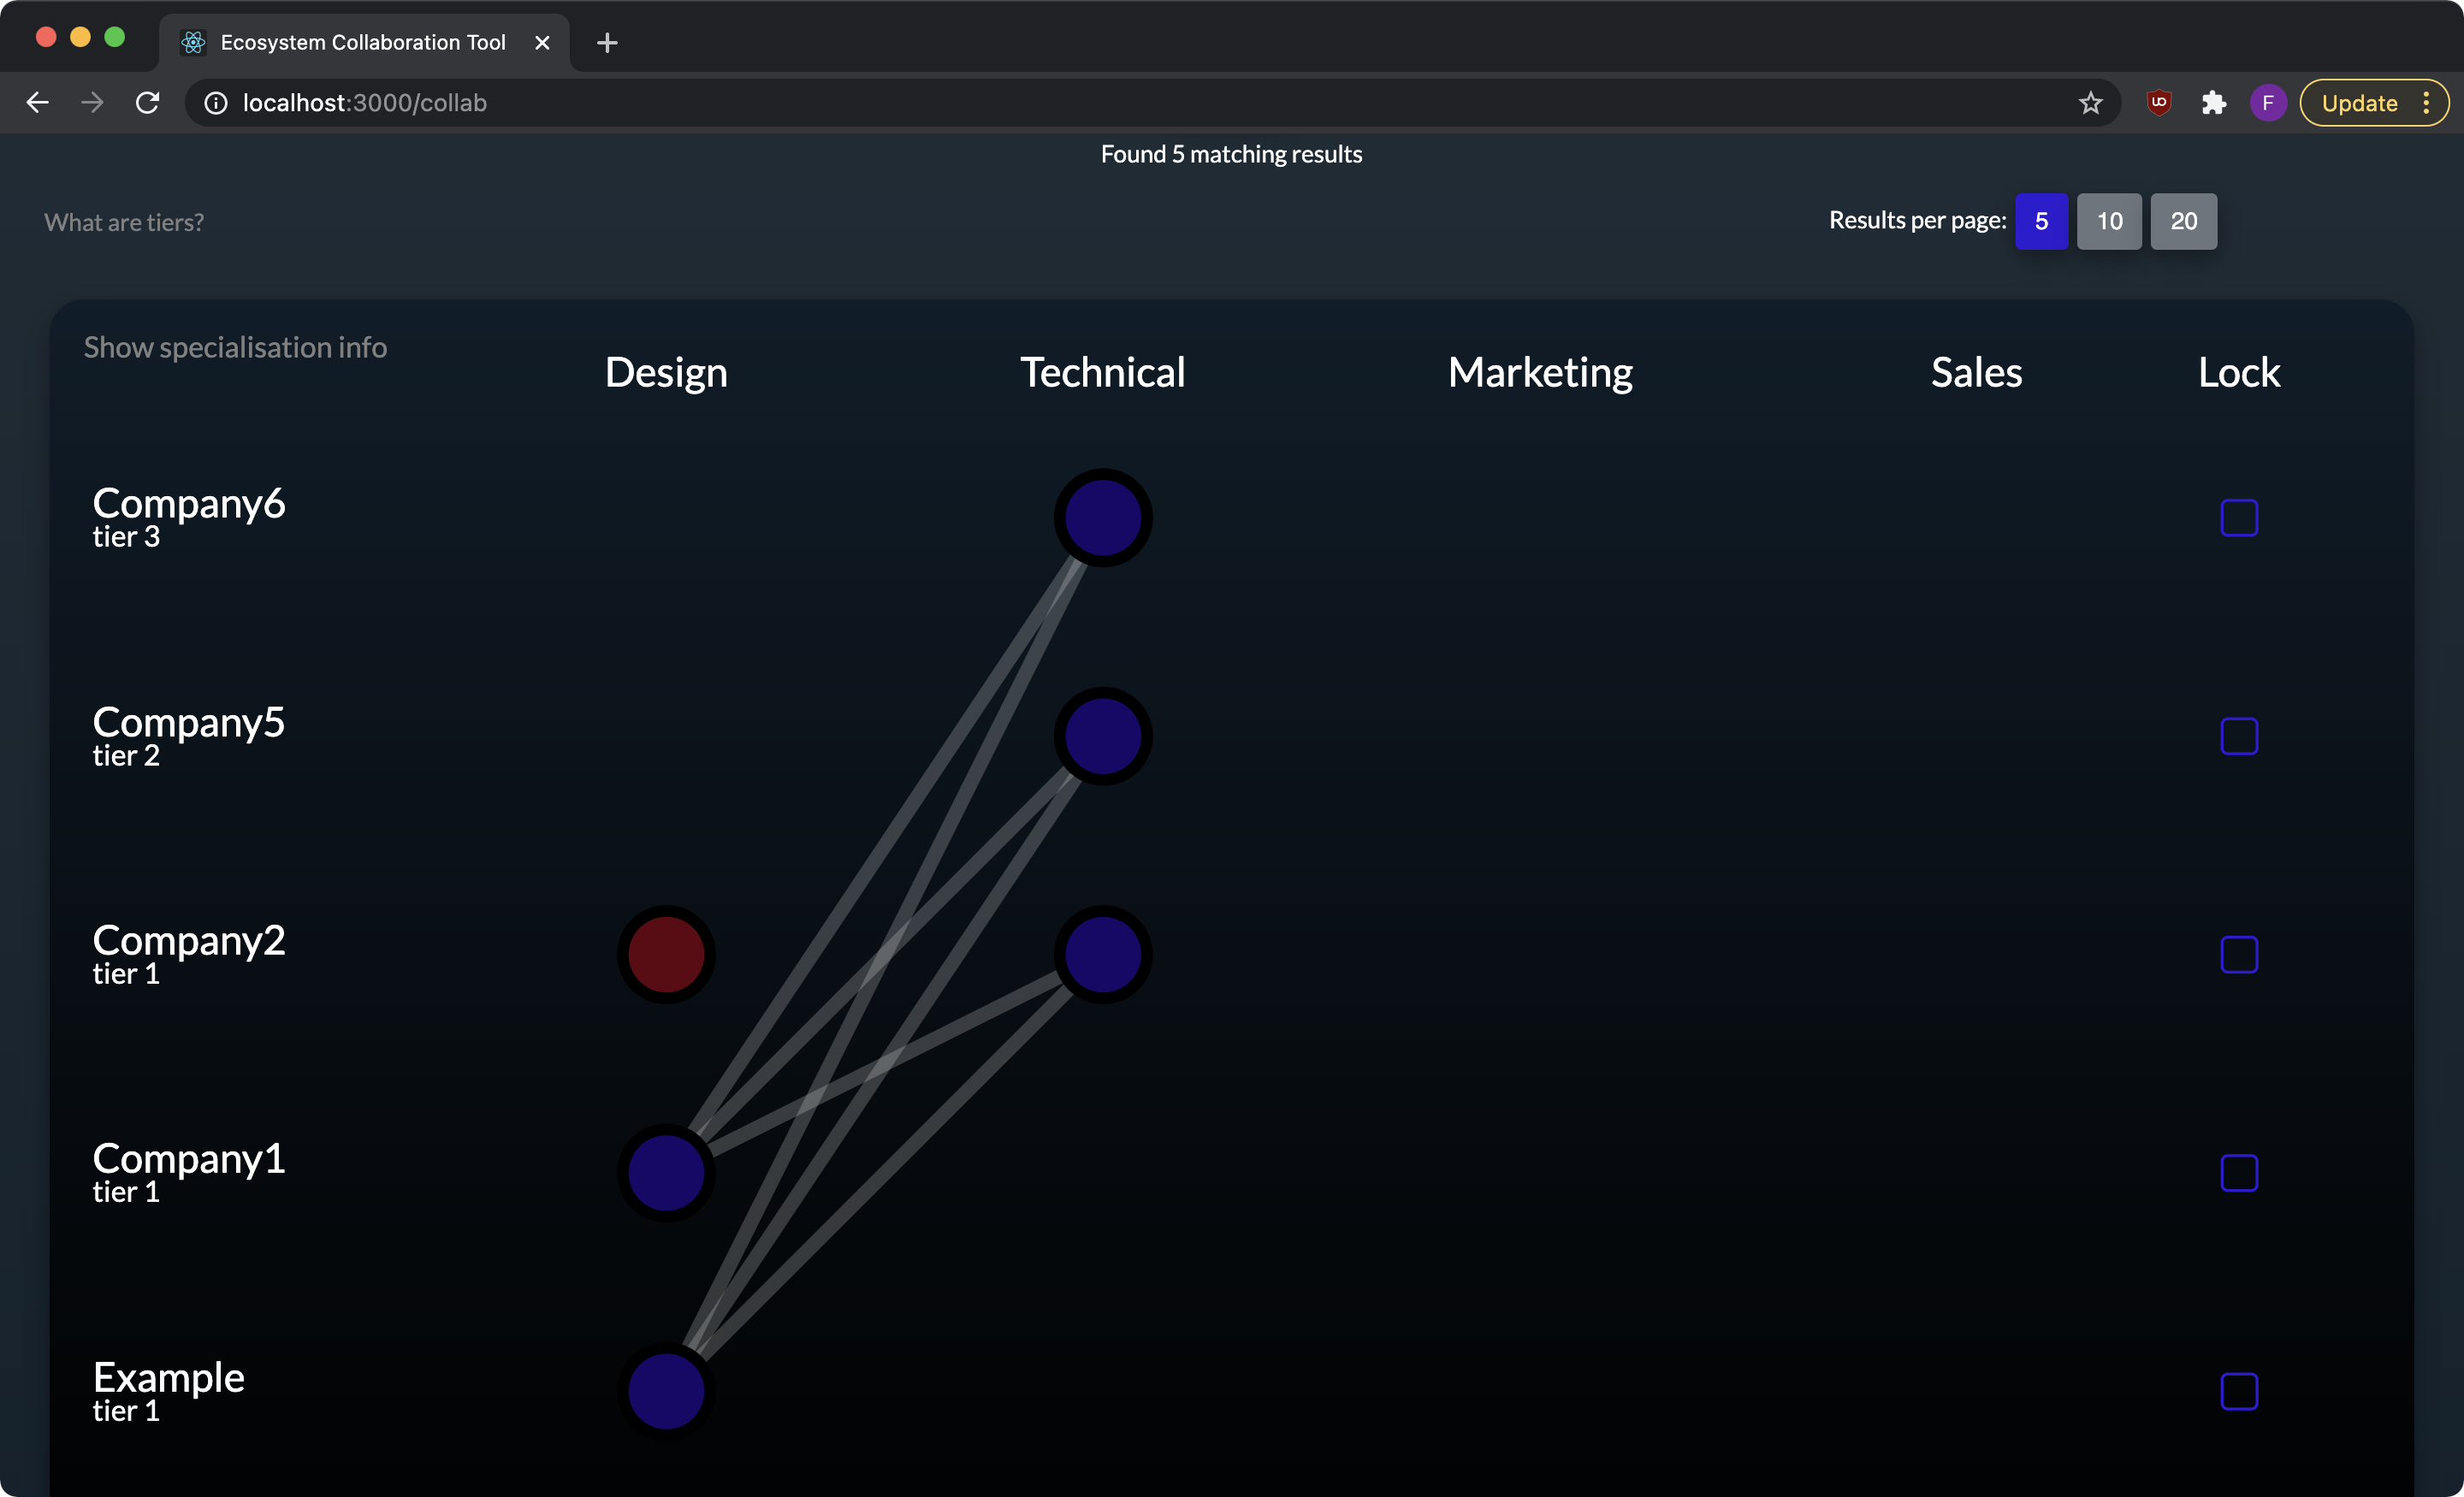 Ecosystem Collaboration Tool
localhost:3000/collab
F
Update
Found 5 matching results
What are tiers?
Results per page: 5 10 20
Show specialisation info
Design Technical Marketing Sales Lock
Company6
tier 3
Company5
tier 2
Company2
tier 1
Company1
tier 1
Example
tier 1